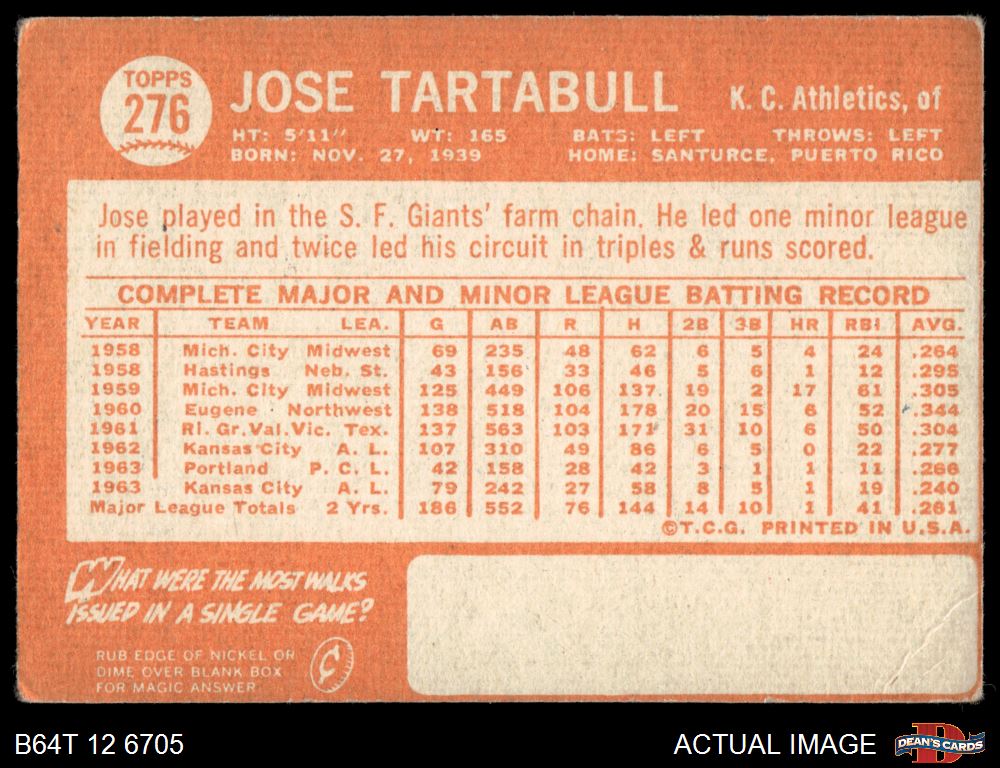 TOPPS
276
JOSE TARTABULL K. C. Athletics, of
HT: 5'11" WT: 165 BATS: LEFT THROWS: LEFT
BORN: NOV. 27, 1939 HOME: SANTURCE, PUERTO RICO
Jose played in the S. F. Giants' farm chain. He led one minor league
in fielding and twice led his circuit in triples & runs scored.
COMPLETE MAJOR AND MINOR LEAGUE BATTING RECORD
YEAR TEAM LEA. G AB R H 2B 3B HR RBI AVG.
1958 Mich. City Midwest 69 235 48 62 6 5 4 24 .264
1958 Hastings Neb. St. 43 156 33 46 5 6 1 12 .295
1959 Mich. City Midwest 125 449 106 137 19 2 17 61 .305
1960 Eugene Northwest 138 518 104 178 20 15 6 52 .344
1961 Ri. Gr. Val. Vic. Tex. 137 563 103 171 31 10 6 50 .304
1962 Kansas City A. L. 107 310 49 86 6 5 0 22 .277
1963 Portland P. C. L. 42 158 28 42 3 1 1 11 .266
1963 Kansas City A. L. 79 242 27 58 8 5 1 19 .240
Major League Totals 2 Yrs. 186 552 76 144 14 10 1 41 .261
©T.C.G. PRINTED IN U.S.A.
WHAT WERE THE MOST WALKS
ISSUED IN A SINGLE GAME?
RUB EDGE OF NICKEL OR
DIME OVER BLANK BOX
FOR MAGIC ANSWER
¢
B64T 12 6705 ACTUAL IMAGE DEAN'S CARDS